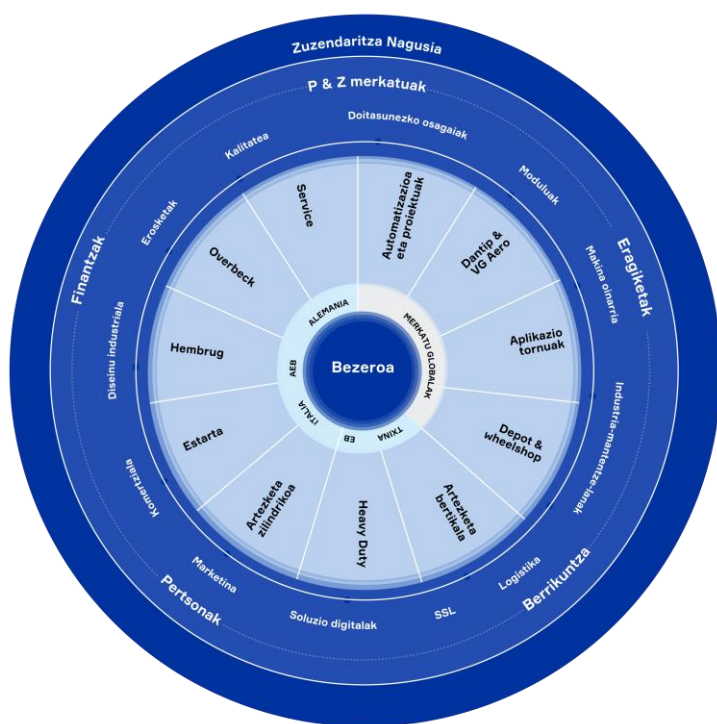 Zuzendaritza Nagusia
P & Z merkatuak
Eragiketak
Berrikuntza
Pertsonak
Finantzak
Doitasunezko osagaiak
Moduluak
Makina oinarria
Industria-mantentze-lanak
Logistika
SSL
Soluzio digitalak
Marketina
Komertziala
Diseinu industriala
Erosketak
Kalitatea
Automatizazioa
eta proiektuak
Dantip &
VG Aero
Aplikazio
tornuak
Depot &
wheelshop
Artezketa
bertikala
Heavy Duty
Artezketa
zilindrikoa
Estarta
Hembrug
Overbeck
Service
MERKATU GLOBALAK
TXINA
EB
ITALIA
AEB
ALEMANIA
Bezeroa